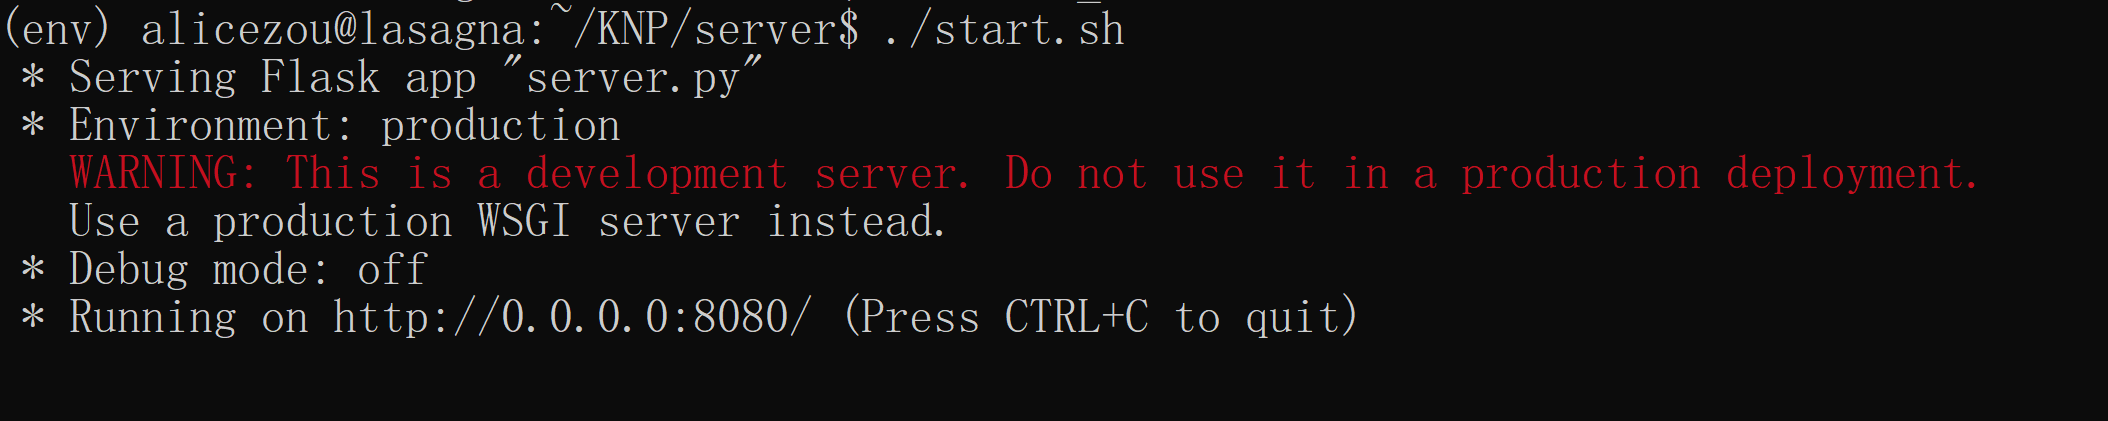 (env) alicezou@lasagna:~/KNP/server$ ./start.sh
* Serving Flask app "server.py"
* Environment: production
WARNING: This is a development server. Do not use it in a production deployment.
Use a production WSGI server instead.
* Debug mode: off
* Running on http://0.0.0.0:8080/ (Press CTRL+C to quit)